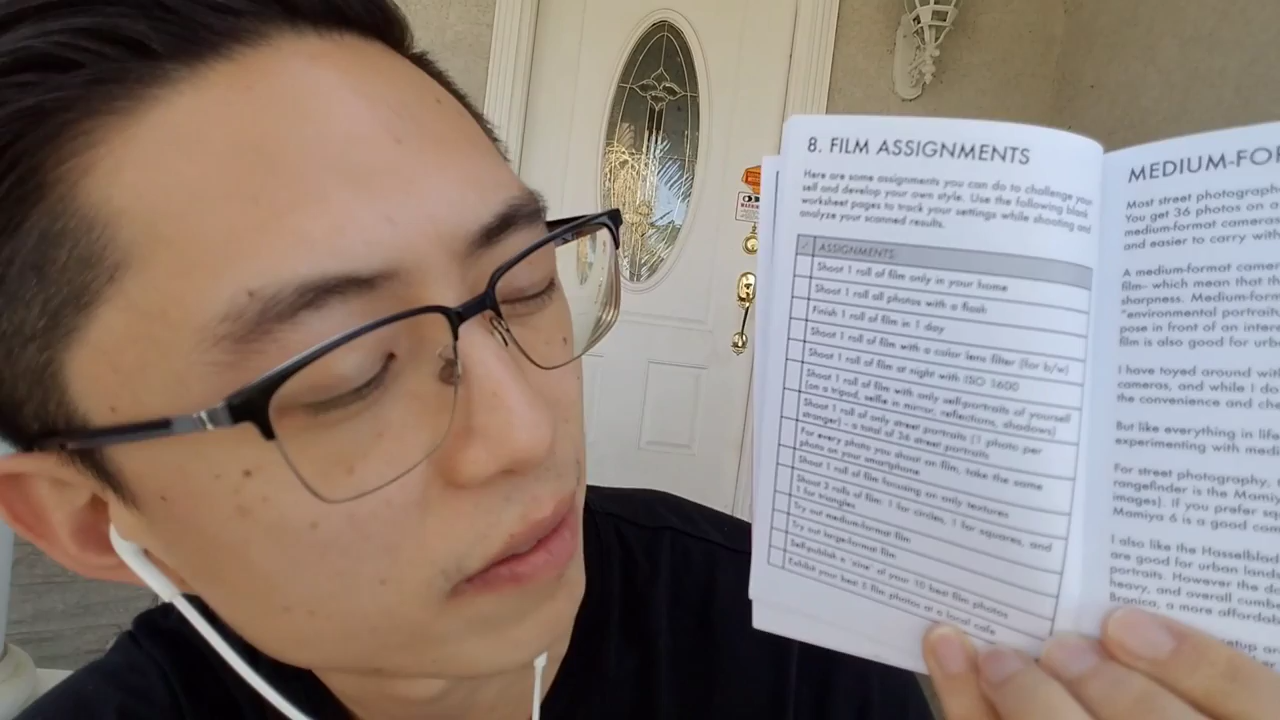 8. FILM ASSIGNMENTS
Here are some assignments you can do to challenge your
self and develop your own style. Use the following blank
worksheet pages to track your settings while shooting and
analyze your scanned results.
✓ ASSIGNMENTS:
Shoot 1 roll of film only in your home
Shoot 1 roll all photos with a flash
Finish 1 roll of film in 1 day
Shoot 1 roll of film with a color lens filter (for b/w)
Shoot 1 roll of film at night with ISO 1600
Shoot 1 roll of film with only self-portraits of yourself
(on a tripod, selfie in mirror, reflections, shadows)
Shoot 1 roll of only street portraits (1 photo per
stranger) - a total of 36 street portraits
For every photo you shoot on film, take the same
photo on your smartphone
Shoot 1 roll of film focusing on only textures
Shoot 3 rolls of film: 1 for circles, 1 for squares, and
1 for triangles
Try out medium-format film:
Try out large-format film:
Self-publish a "zine" of your 10 best film photos
Exhibit your best 5 film photos at a local cafe
MEDIUM-FOR
Most street photograph
You get 36 photos on a
medium-format cameras
and easier to carry with
A medium-format camer
film- which mean that th
sharpness. Medium-form
"environmental portraits
pose in front of an inter
film is also good for urb
I have toyed around with
cameras, and while I do
the convenience and che
But like everything in life
experimenting with medi
For street photography,
rangefinder is the Mamiy
images). If you prefer sq
Mamiya 6 is a good com
I also like the Hasselblad
are good for urban lands
portraits. However the do
heavy, and overall cumbe
Bronica, a more affordab
setup an
WARNING